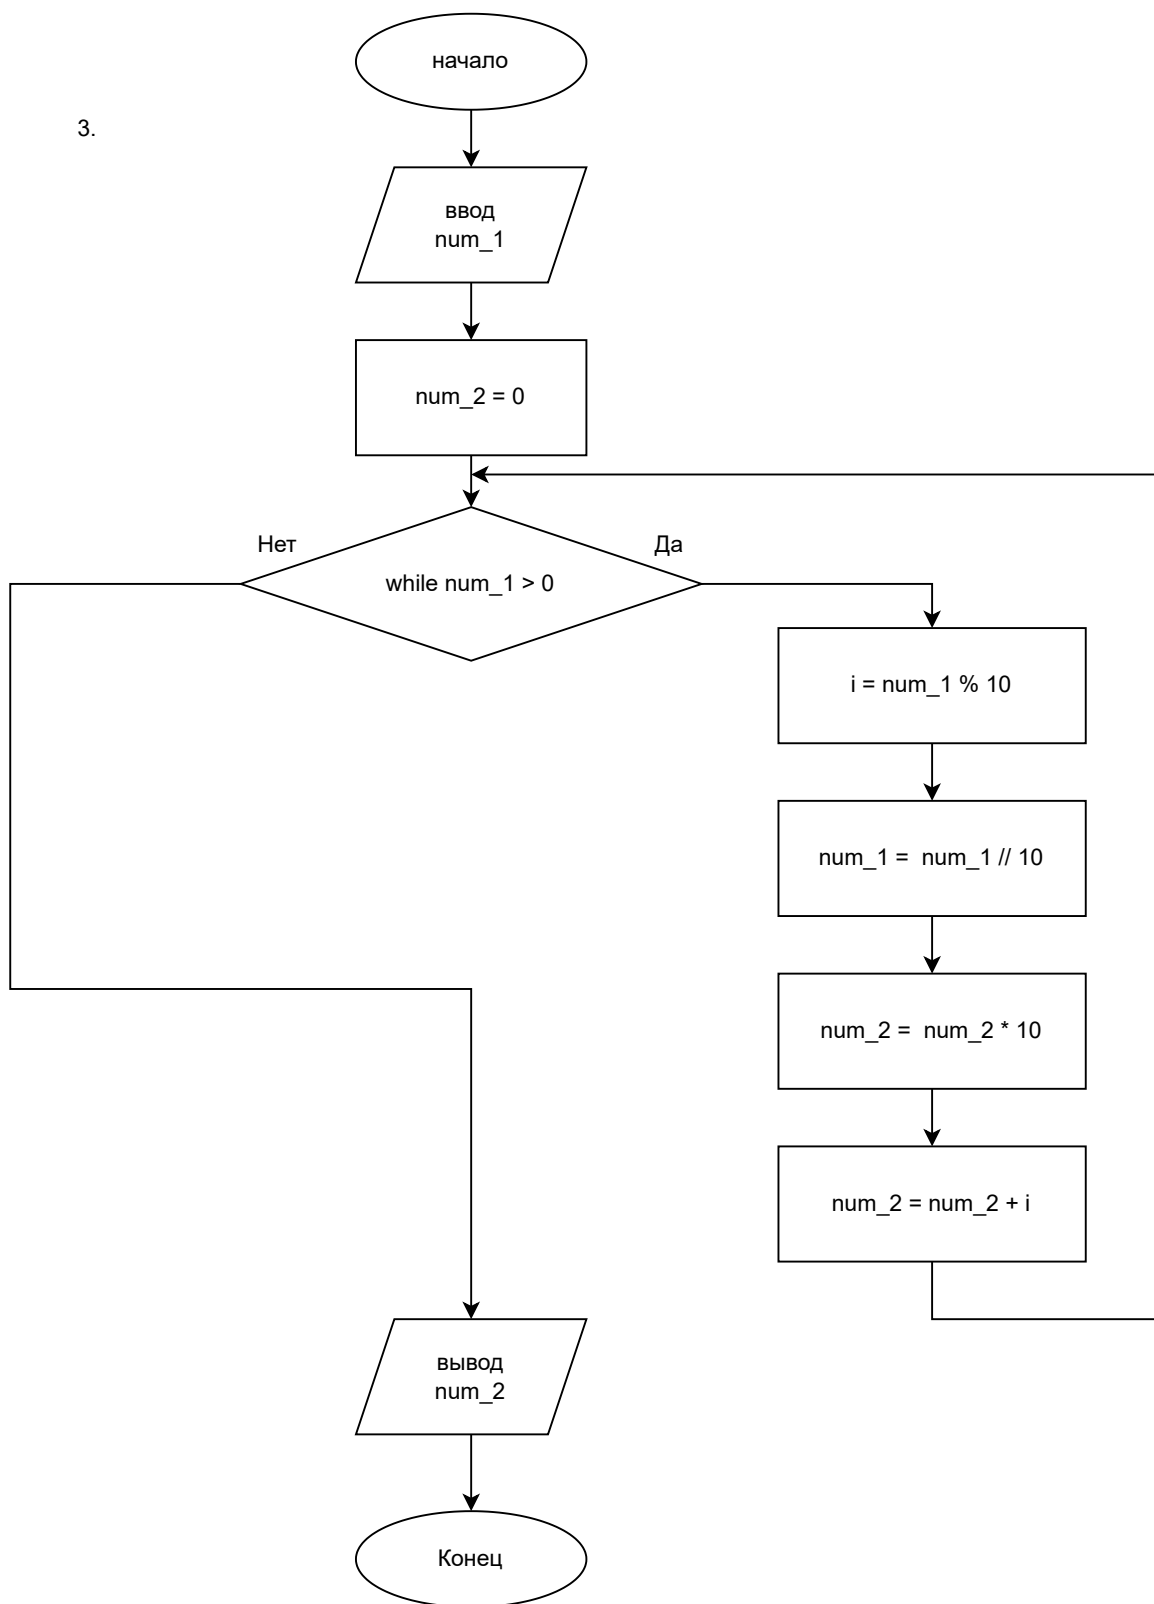 начало
3.
ввод
num_1
num_2 = 0
Нет
Да
while num_1 > 0
i = num_1 % 10
num_1 =  num_1 // 10
num_2 =  num_2 * 10
num_2 = num_2 + i
вывод
num_2
Конец